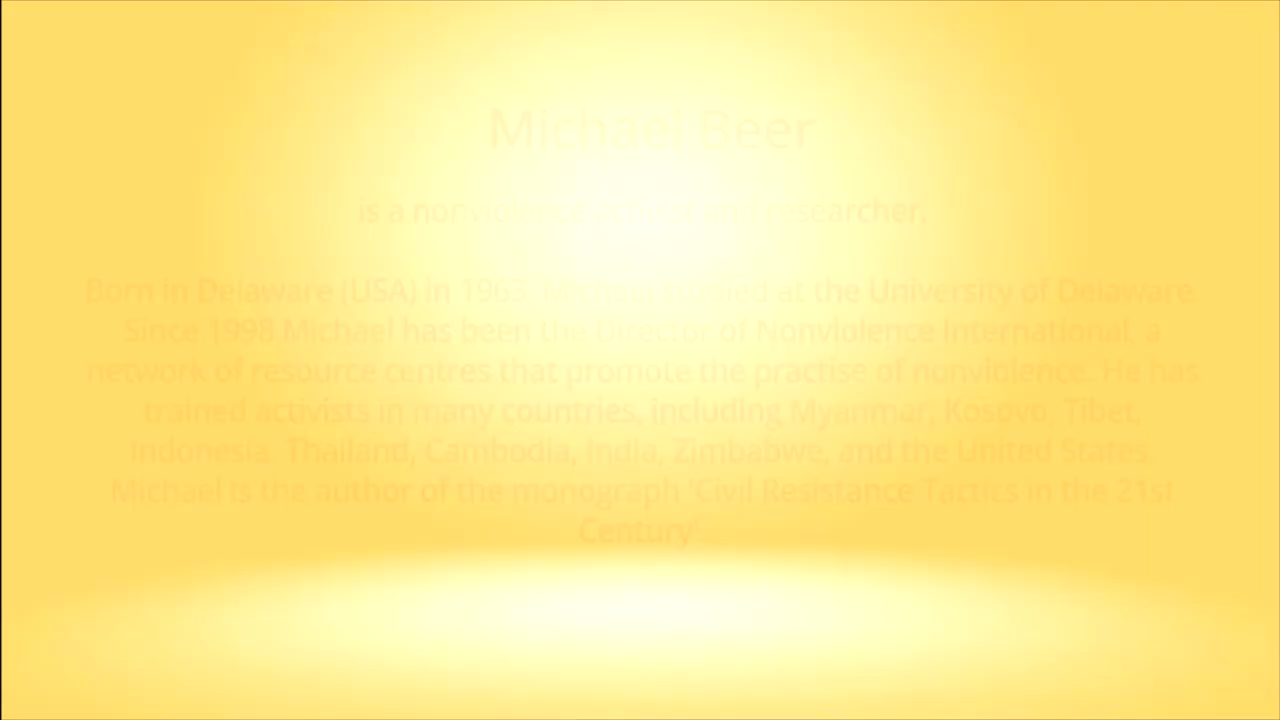 Michael Beer
is a nonviolence activist and researcher.
Born in Delaware (USA) in 1963, Michael studied at the University of Delaware.
Since 1998 Michael has been the Director of Nonviolence International, a
network of resource centres that promote the practise of nonviolence. He has
trained activists in many countries, including Myanmar, Kosovo, Tibet,
Indonesia, Thailand, Cambodia, India, Zimbabwe, and the United States.
Michael is the author of the monograph 'Civil Resistance Tactics in the 21st
Century'.